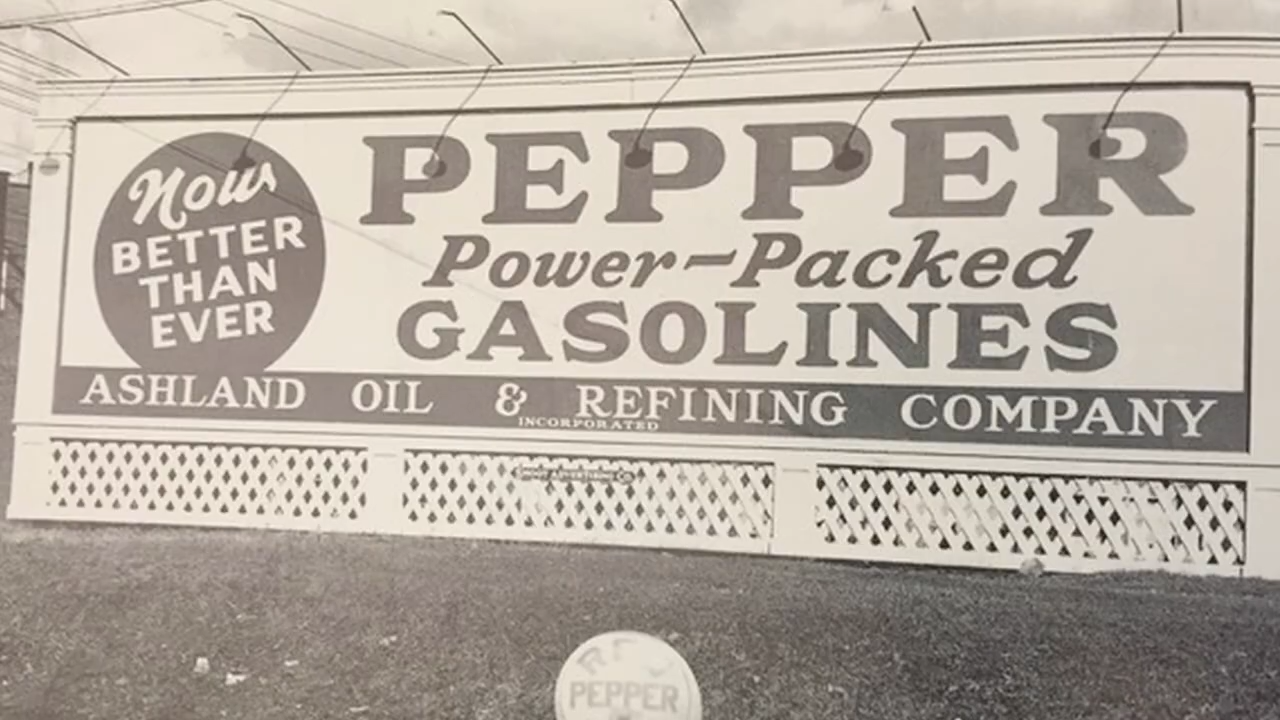 Now
BETTER
THAN
EVER
PEPPER
Power-Packed
GASOLINES
ASHLAND OIL & REFINING COMPANY
INCORPORATED
PEPPER